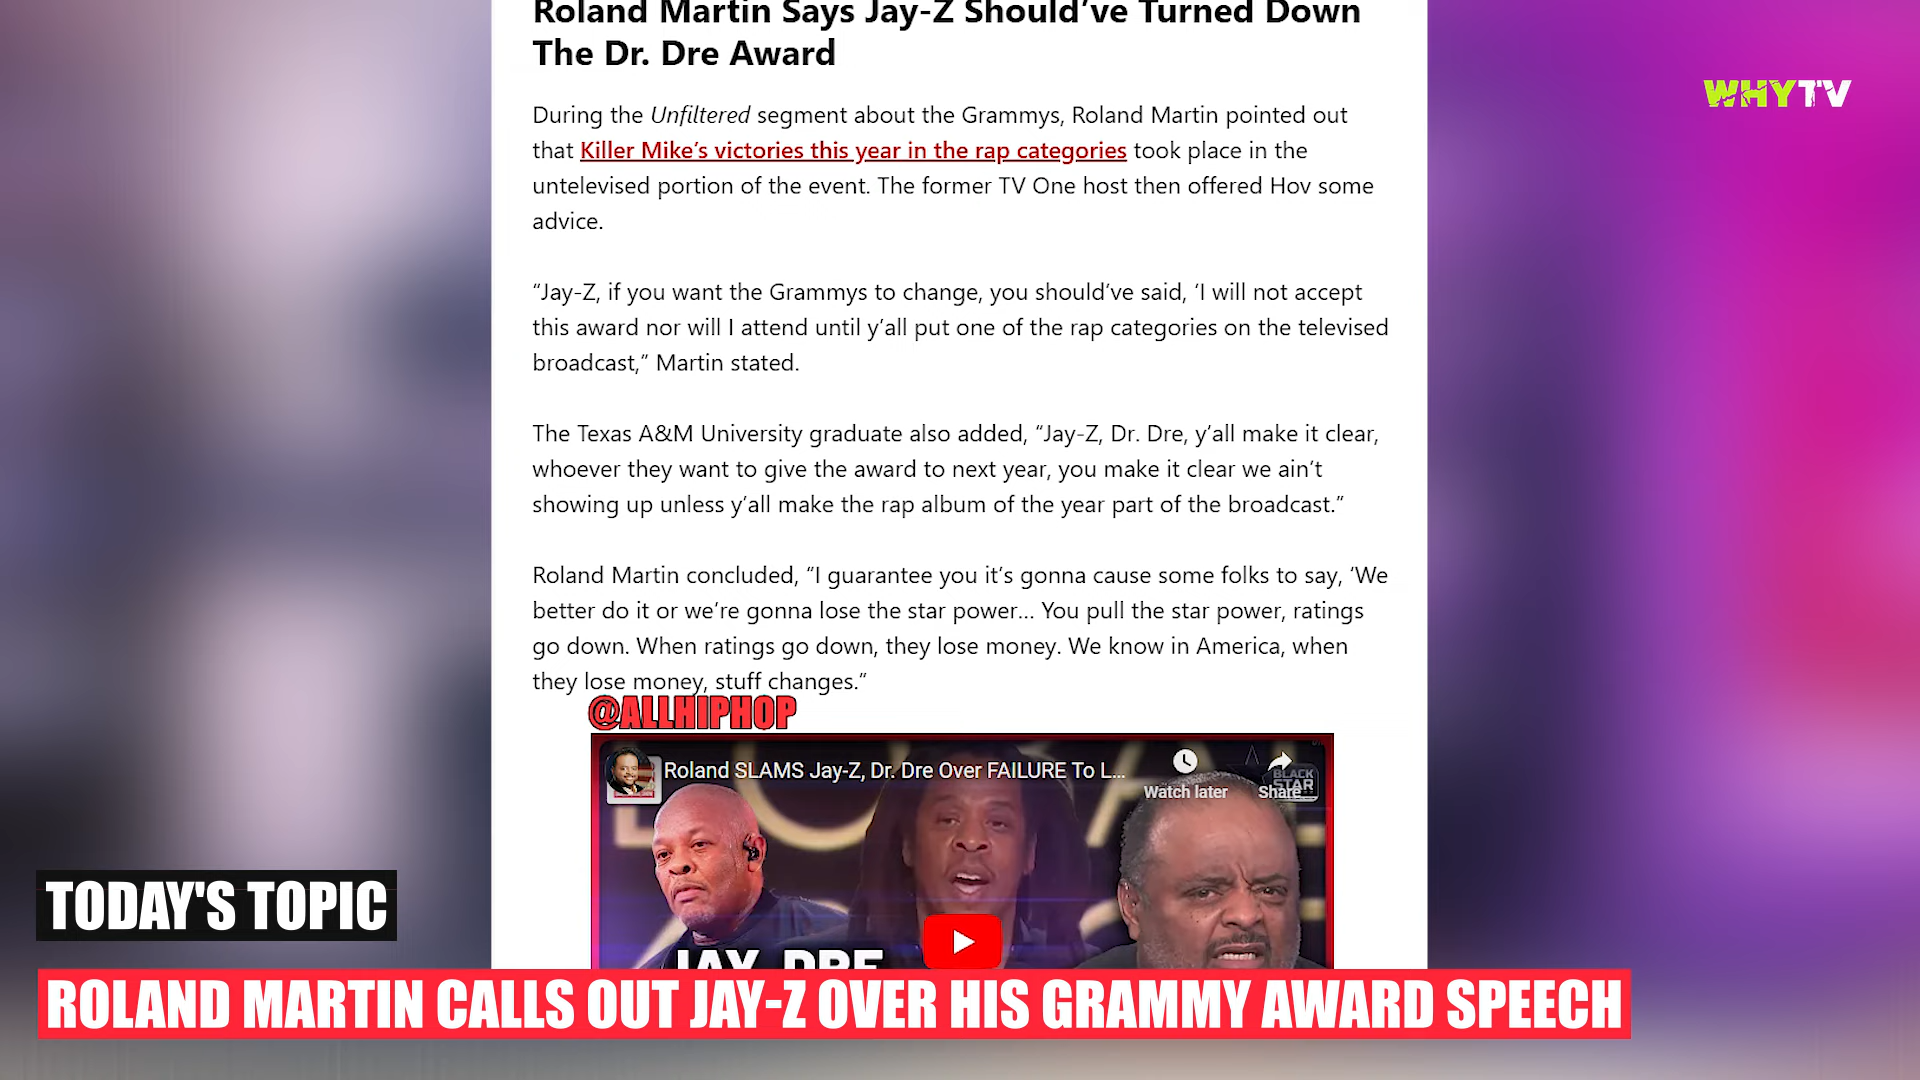 Roland Martin Says Jay-Z Should’ve Turned Down
The Dr. Dre Award
WHYTV
During the Unfiltered segment about the Grammys, Roland Martin pointed out
that Killer Mike’s victories this year in the rap categories took place in the
untelevised portion of the event. The former TV One host then offered Hov some
advice.
“Jay-Z, if you want the Grammys to change, you should’ve said, ‘I will not accept
this award nor will I attend until y’all put one of the rap categories on the televised
broadcast,” Martin stated.
The Texas A&M University graduate also added, “Jay-Z, Dr. Dre, y’all make it clear,
whoever they want to give the award to next year, you make it clear we ain’t
showing up unless y’all make the rap album of the year part of the broadcast.”
Roland Martin concluded, “I guarantee you it’s gonna cause some folks to say, ‘We
better do it or we’re gonna lose the star power… You pull the star power, ratings
go down. When ratings go down, they lose money. We know in America, when
they lose money, stuff changes.”
@ALLHIPHOP
Roland SLAMS Jay-Z, Dr. Dre Over FAILURE To L...
Watch later
Share
BLACK
STAR
JAY, DRE
TODAY'S TOPIC
ROLAND MARTIN CALLS OUT JAY-Z OVER HIS GRAMMY AWARD SPEECH